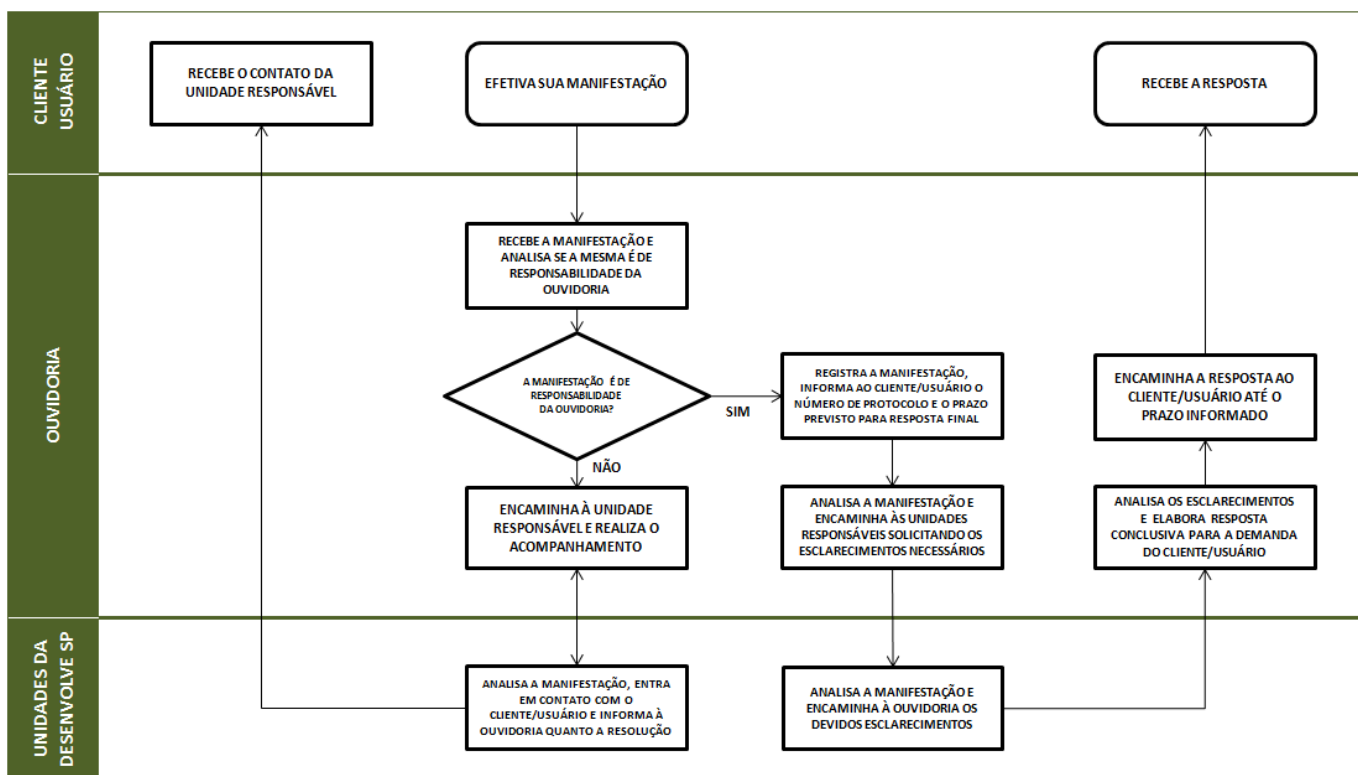 CLIENTE
USUÁRIO
RECEBE O CONTATO DA
UNIDADE RESPONSÁVEL
EFETIVA SUA MANIFESTAÇÃO
RECEBE A RESPOSTA
OUVIDORIA
RECEBE A MANIFESTAÇÃO E
ANALISA SE A MESMA É DE
RESPONSABILIDADE DA
OUVIDORIA
A MANIFESTAÇÃO É DE
RESPONSABILIDADE
DA OUVIDORIA?
SIM
NÃO
REGISTRA A MANIFESTAÇÃO,
INFORMA AO CLIENTE/USUÁRIO O
NÚMERO DE PROTOCOLO E O PRAZO
PREVISTO PARA RESPOSTA FINAL
ENCAMINHA A RESPOSTA AO
CLIENTE/USUÁRIO ATÉ O
PRAZO INFORMADO
ENCAMINHA À UNIDADE
RESPONSÁVEL E REALIZA O
ACOMPANHAMENTO
ANALISA A MANIFESTAÇÃO E
ENCAMINHA ÀS UNIDADES
RESPONSÁVEIS SOLICITANDO OS
ESCLARECIMENTOS NECESSÁRIOS
ANALISA OS ESCLARECIMENTOS
E ELABORA RESPOSTA
CONCLUSIVA PARA A DEMANDA
DO CLIENTE/USUÁRIO
UNIDADES DA
DESENVOLVE SP
ANALISA A MANIFESTAÇÃO, ENTRA
EM CONTATO COM O
CLIENTE/USUÁRIO E INFORMA À
OUVIDORIA QUANTO A RESOLUÇÃO
ANALISA A MANIFESTAÇÃO E
ENCAMINHA À OUVIDORIA OS
DEVIDOS ESCLARECIMENTOS